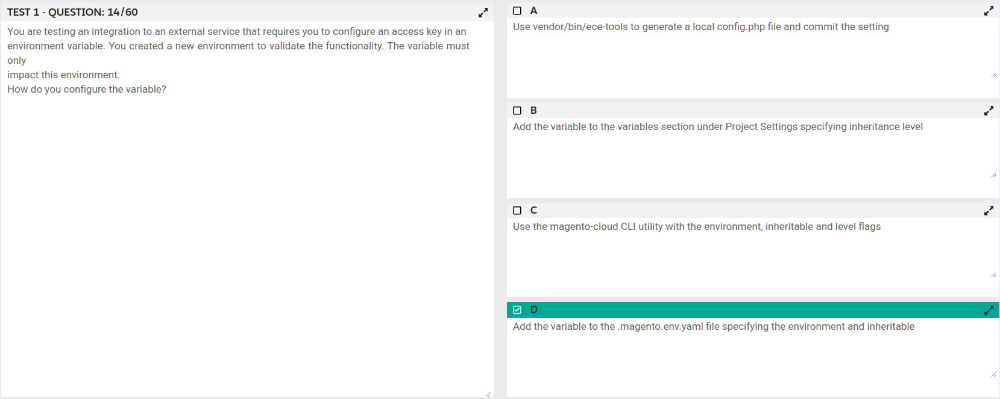 TEST 1 - QUESTION: 14/60
You are testing an integration to an external service that requires you to configure an access key in an
environment variable. You created a new environment to validate the functionality. The variable must
only
impact this environment.
How do you configure the variable?
A
Use vendor/bin/ece-tools to generate a local config.php file and commit the setting
B
Add the variable to the variables section under Project Settings specifying inheritance level
C
Use the magento-cloud CLI utility with the environment, inheritable and level flags
D
Add the variable to the .magento.env.yaml file specifying the environment and inheritable